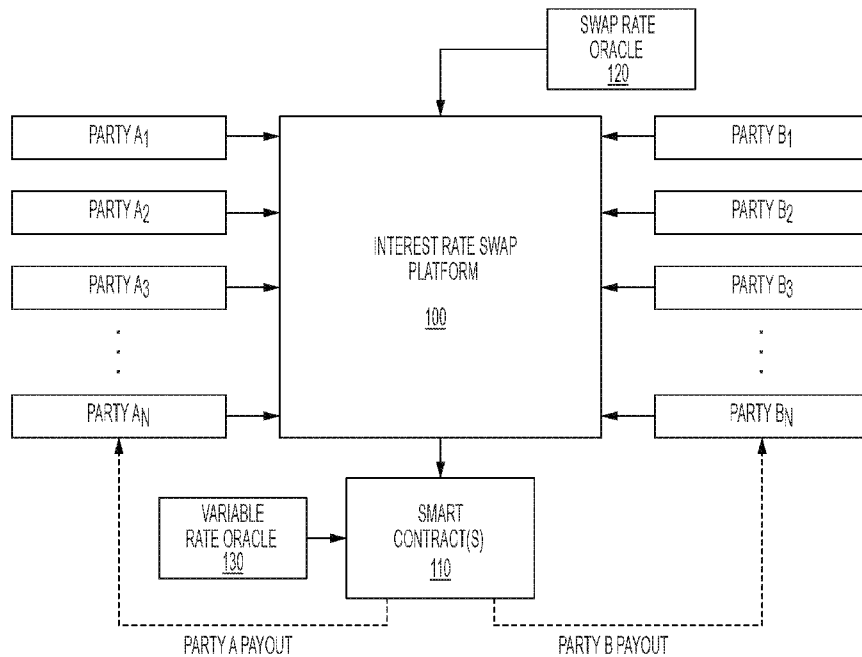 SWAP RATE
ORACLE
120
PARTY A1
PARTY B1
PARTY A2
PARTY B2
INTEREST RATE SWAP
PLATFORM
100
PARTY A3
PARTY B3
PARTY AN
PARTY BN
VARIABLE
RATE ORACLE
130
SMART
CONTRACT(S)
110
PARTY A PAYOUT
PARTY B PAYOUT